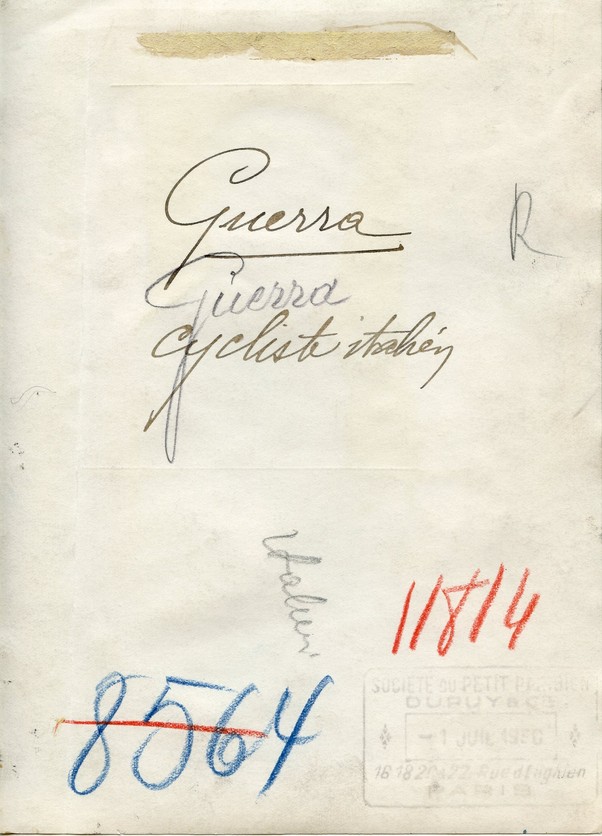 Guerra
R
Guerra
cycliste italien
italien
11814
8564
SOCIÉTÉ DU PETIT PARISIEN
DUPUY & Cie
-1 JUIL
16 18 20 & 22 Rue d'Enghien
PARIS